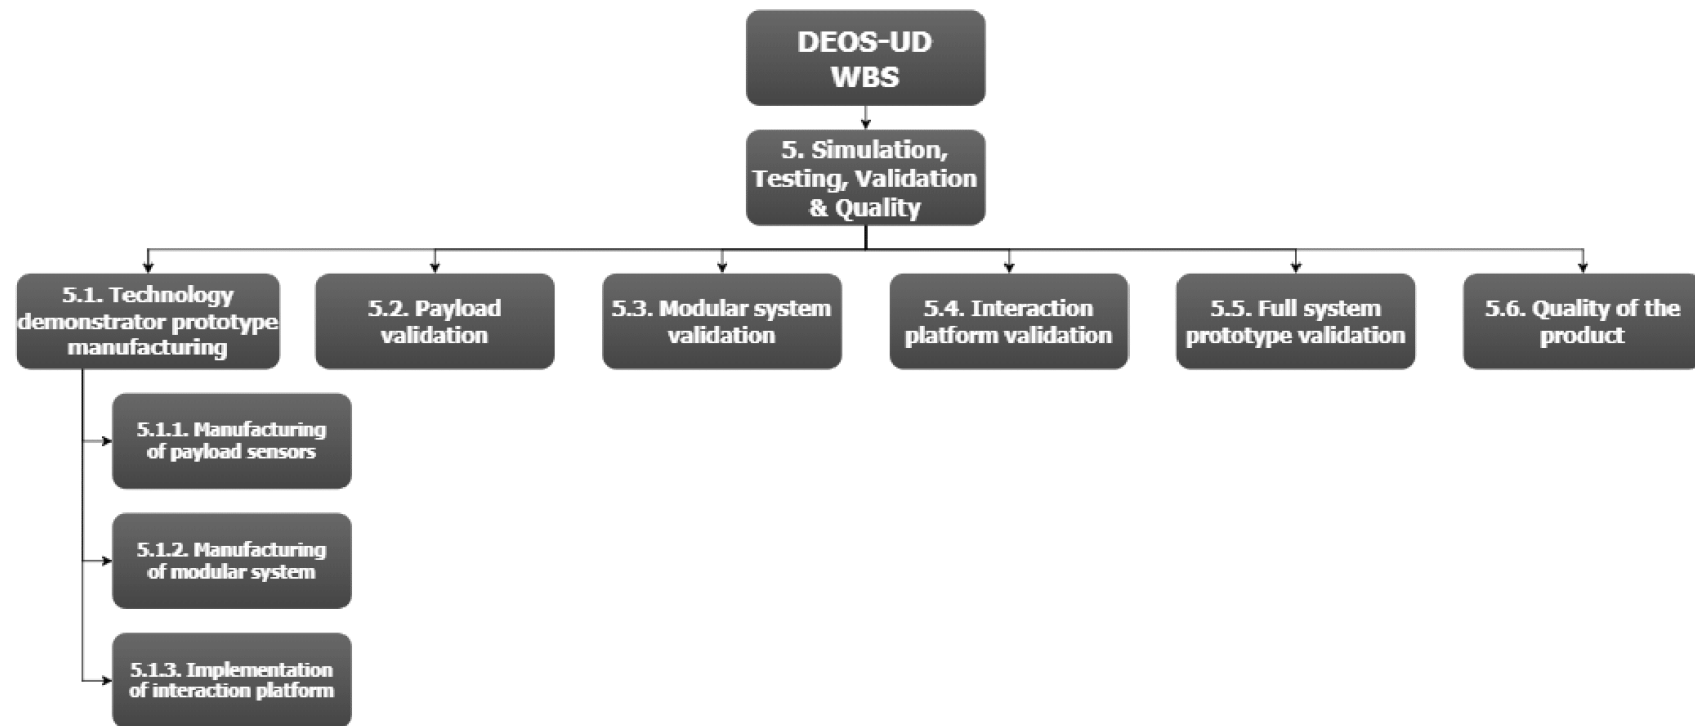 DEOS-UD
WBS
5. Simulation,
Testing, Validation
& Quality
5.1. Technology
demonstrator prototype
manufacturing
5.2. Payload
validation
5.3. Modular system
validation
5.4. Interaction
platform validation
5.5. Full system
prototype validation
5.6. Quality of the
product
5.1.1. Manufacturing
of payload sensors
5.1.2. Manufacturing
of modular system
5.1.3. Implementation
of interaction platform